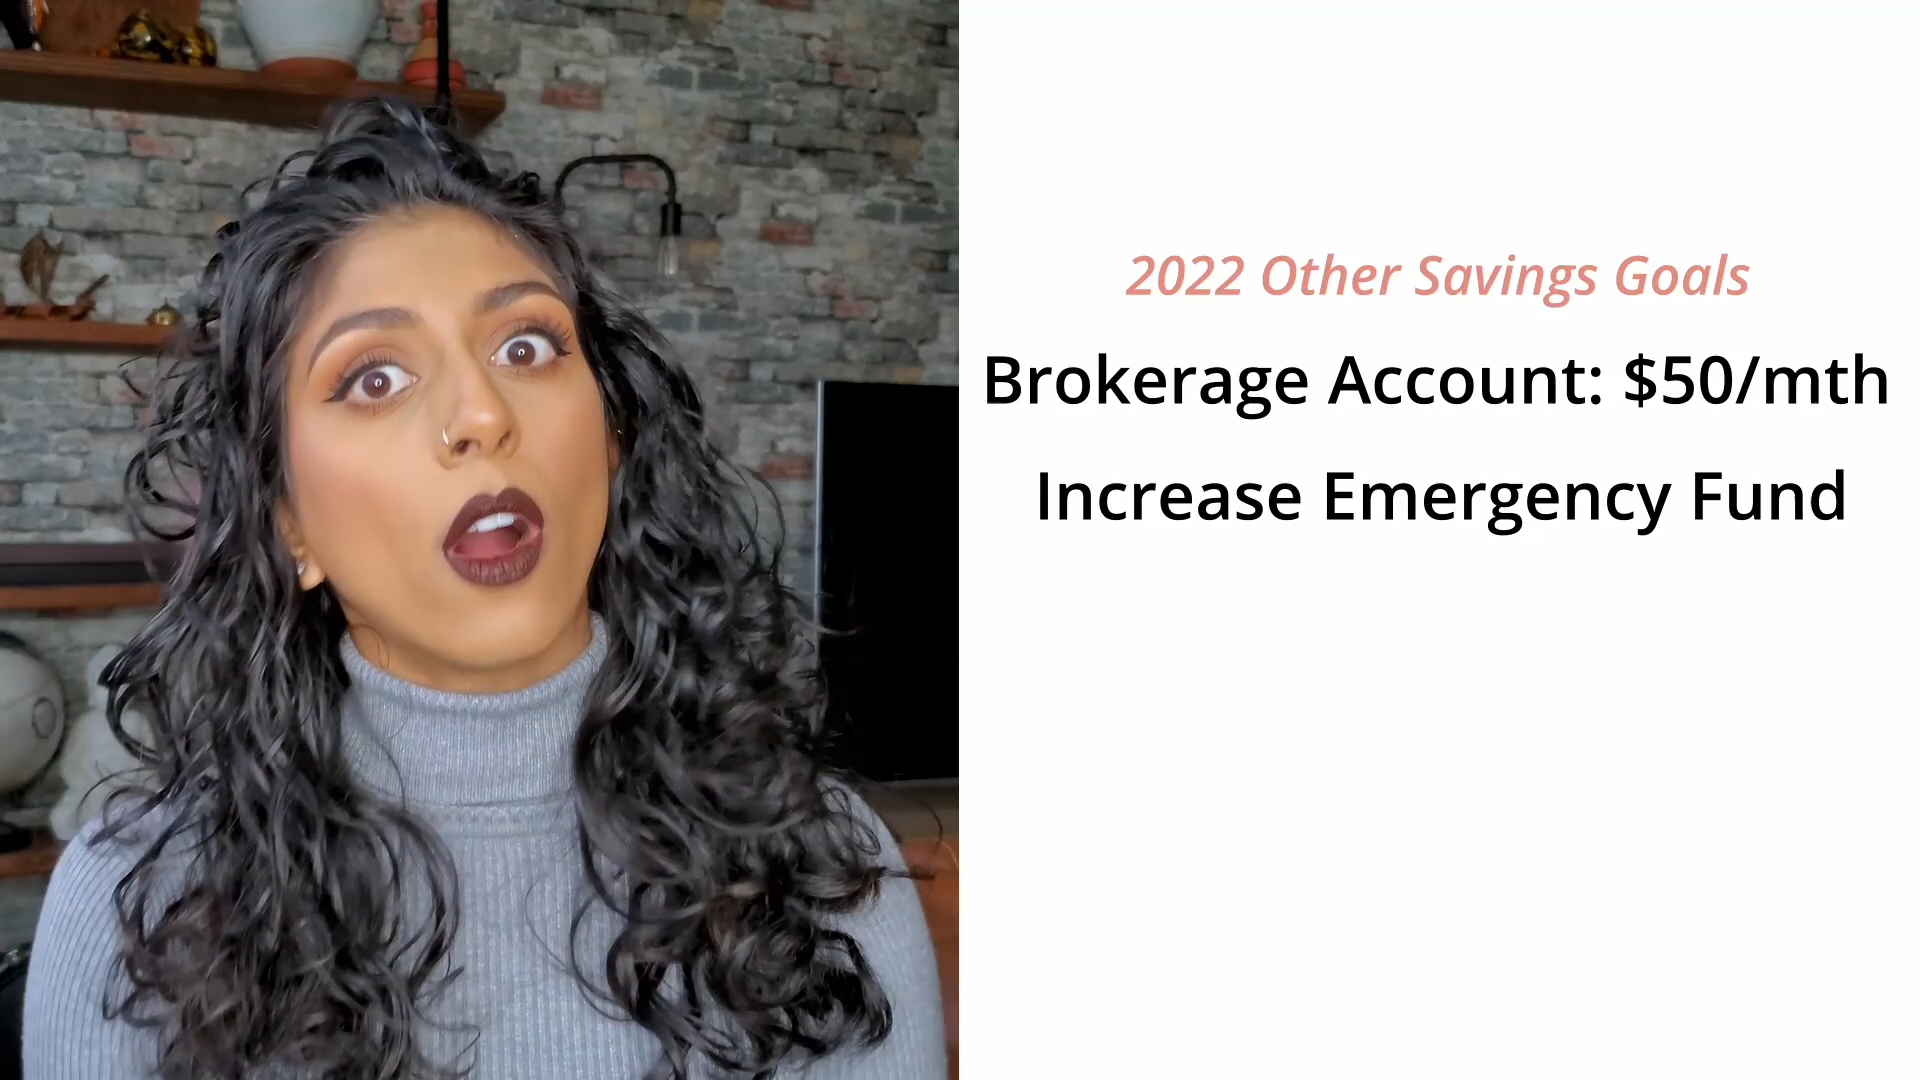 2022 Other Savings Goals
Brokerage Account: $50/mth
Increase Emergency Fund